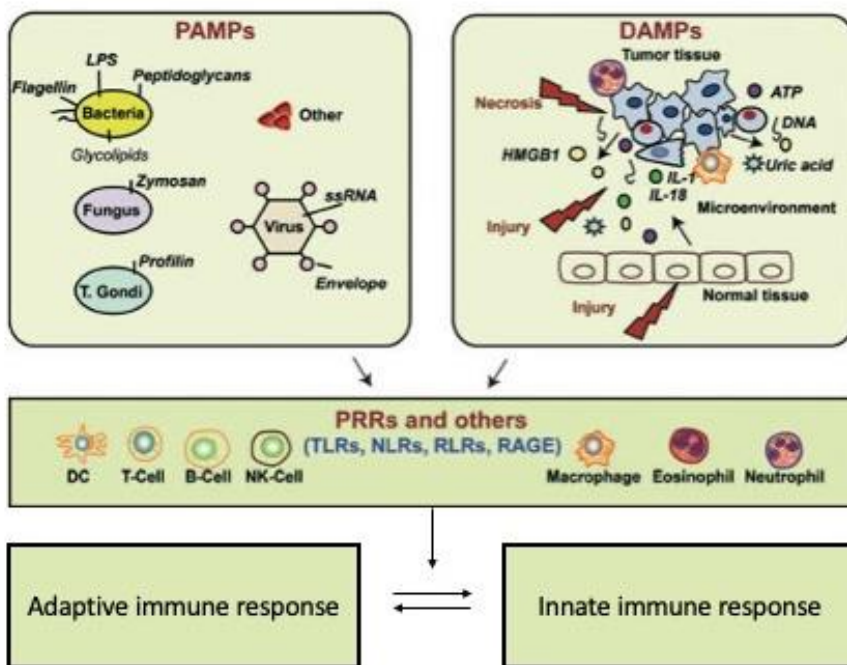 PAMPs
LPS
Peptidoglycans
Flagellin
Bacteria
Glycolipids
Other
Zymosan
Fungus
ssRNA
Virus
Profilin
T. Gondi
Envelope
DAMPs
Tumor tissue
Necrosis
ATP
DNA
HMGB1
Uric acid
IL-1
IL-18
Microenvironment
Injury
Normal tissue
Injury
PRRs and others
(TLRs, NLRs, RLRs, RAGE)
DC
T-Cell
B-Cell
NK-Cell
Macrophage
Eosinophil
Neutrophil
Adaptive immune response
Innate immune response